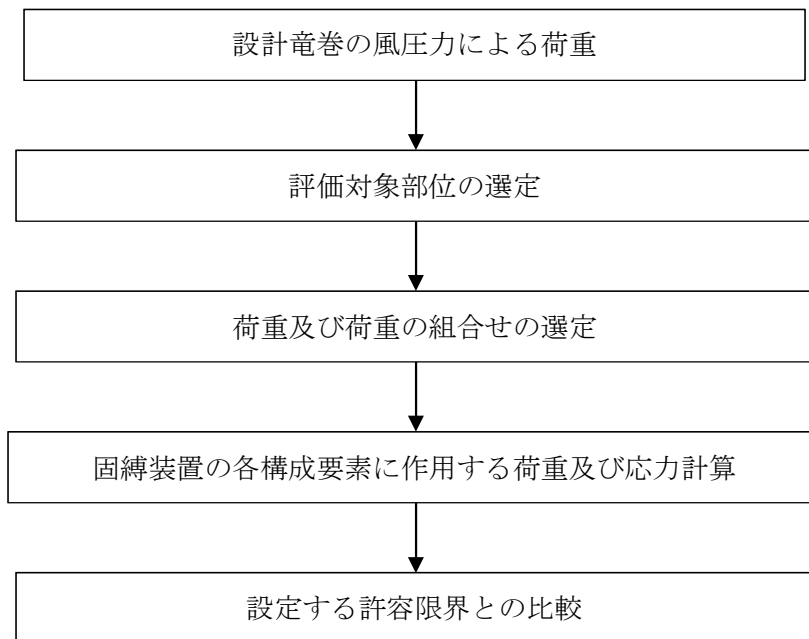 設計竜巻の風圧力による荷重
評価対象部位の選定
荷重及び荷重の組合せの選定
固縛装置の各構成要素に作用する荷重及び応力計算
設定する許容限界との比較